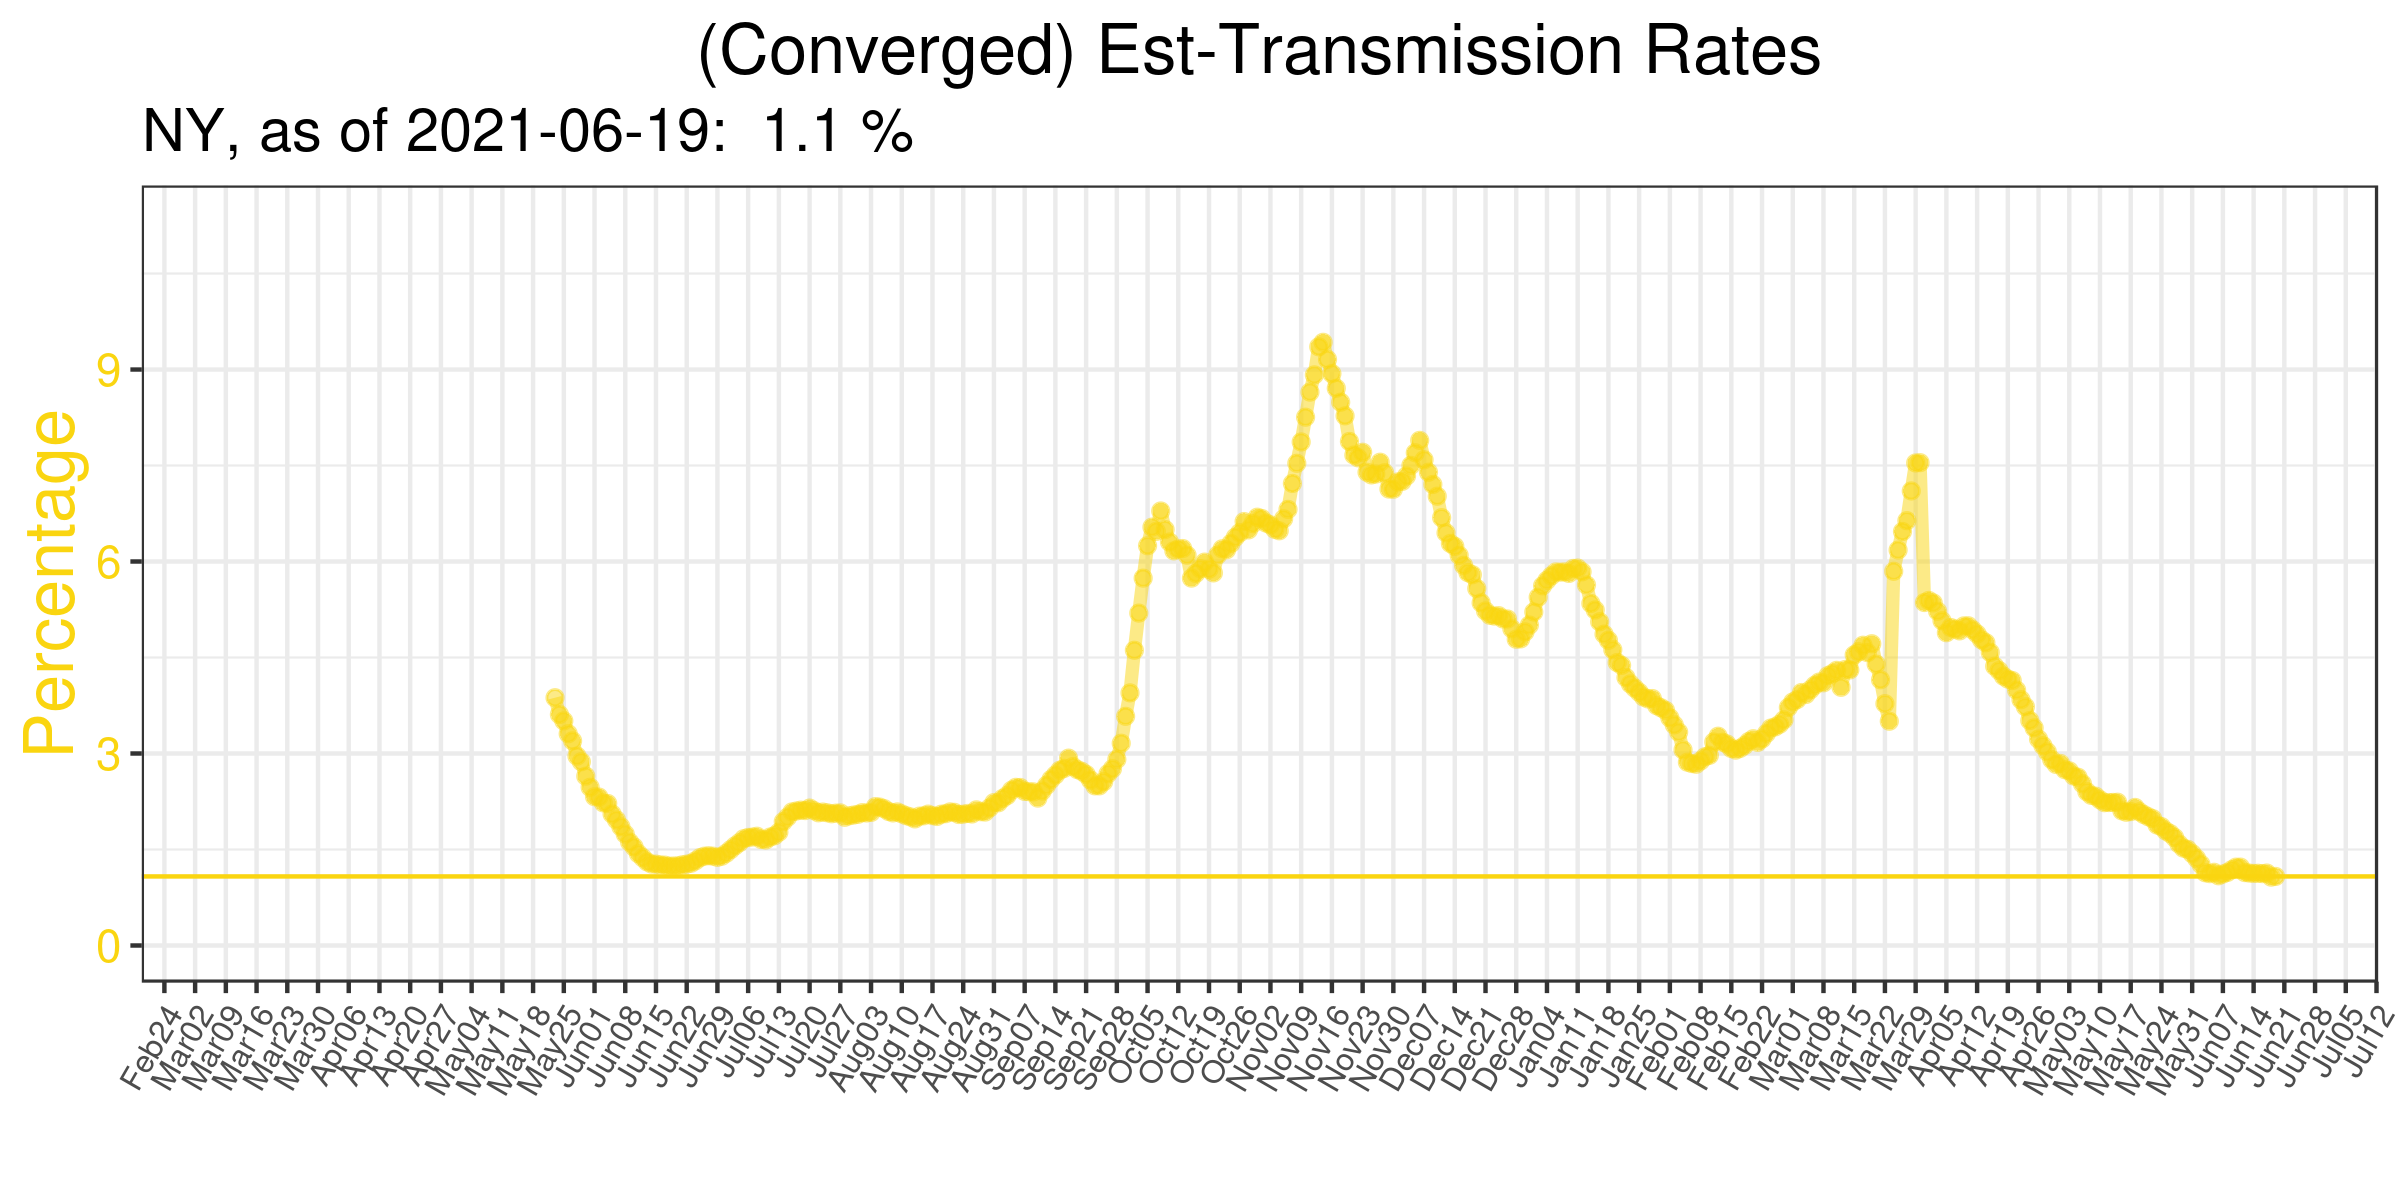 (Converged) Est-Transmission Rates
NY, as of 2021-06-19: 1.1 %
Percentage
9
6
3
0
Feb24
Mar02
Mar09
Mar16
Mar23
Mar30
Apr06
Apr13
Apr20
Apr27
May04
May11
May18
May25
Jun01
Jun08
Jun15
Jun22
Jun29
Jul06
Jul13
Jul20
Jul27
Aug03
Aug10
Aug17
Aug24
Aug31
Sep07
Sep14
Sep21
Sep28
Oct05
Oct12
Oct19
Oct26
Nov02
Nov09
Nov16
Nov23
Nov30
Dec07
Dec14
Dec21
Dec28
Jan04
Jan11
Jan18
Jan25
Feb01
Feb08
Feb15
Feb22
Mar01
Mar08
Mar15
Mar22
Mar29
Apr05
Apr12
Apr19
Apr26
May03
May10
May17
May24
May31
Jun07
Jun14
Jun21
Jun28
Jul05
Jul12